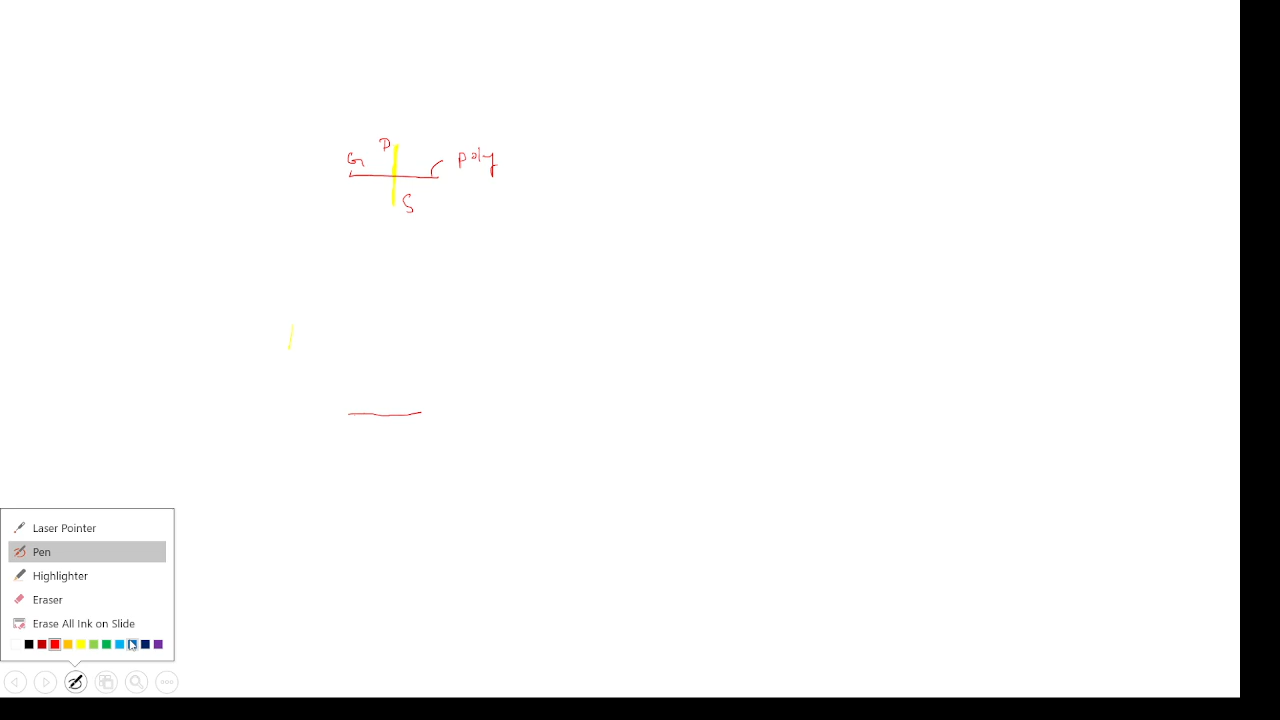 D
G
poly
S
Laser Pointer
Pen
Highlighter
Eraser
Erase All Ink on Slide